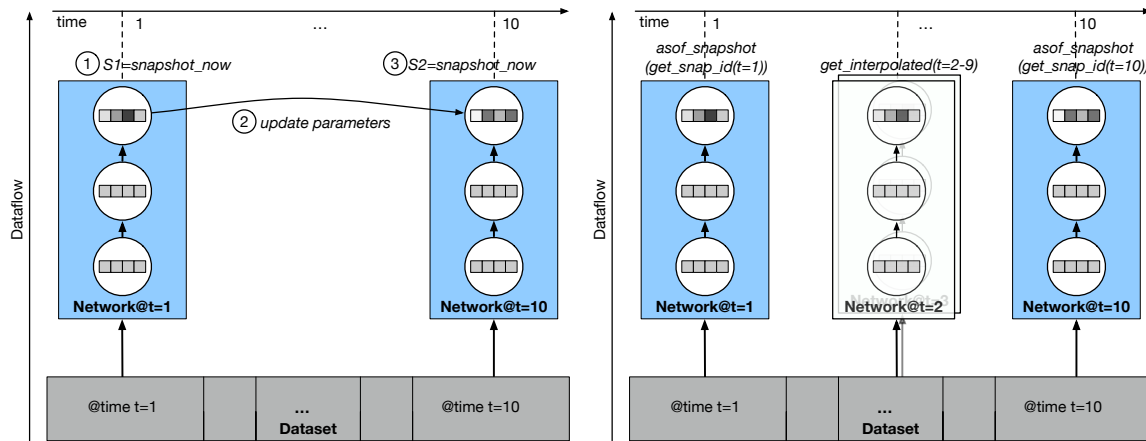 time
1
...
10
① S1=snapshot_now
③ S2=snapshot_now
② update parameters
Dataflow
Network@t=1
Network@t=10
@time t=1
...
@time t=10
Dataset
time
1
...
10
asof_snapshot
(get_snap_id(t=1))
get_interpolated(t=2-9)
asof_snapshot
(get_snap_id(t=10))
Dataflow
Network@t=1
Network@t=3
Network@t=2
Network@t=10
@time t=1
...
@time t=10
Dataset